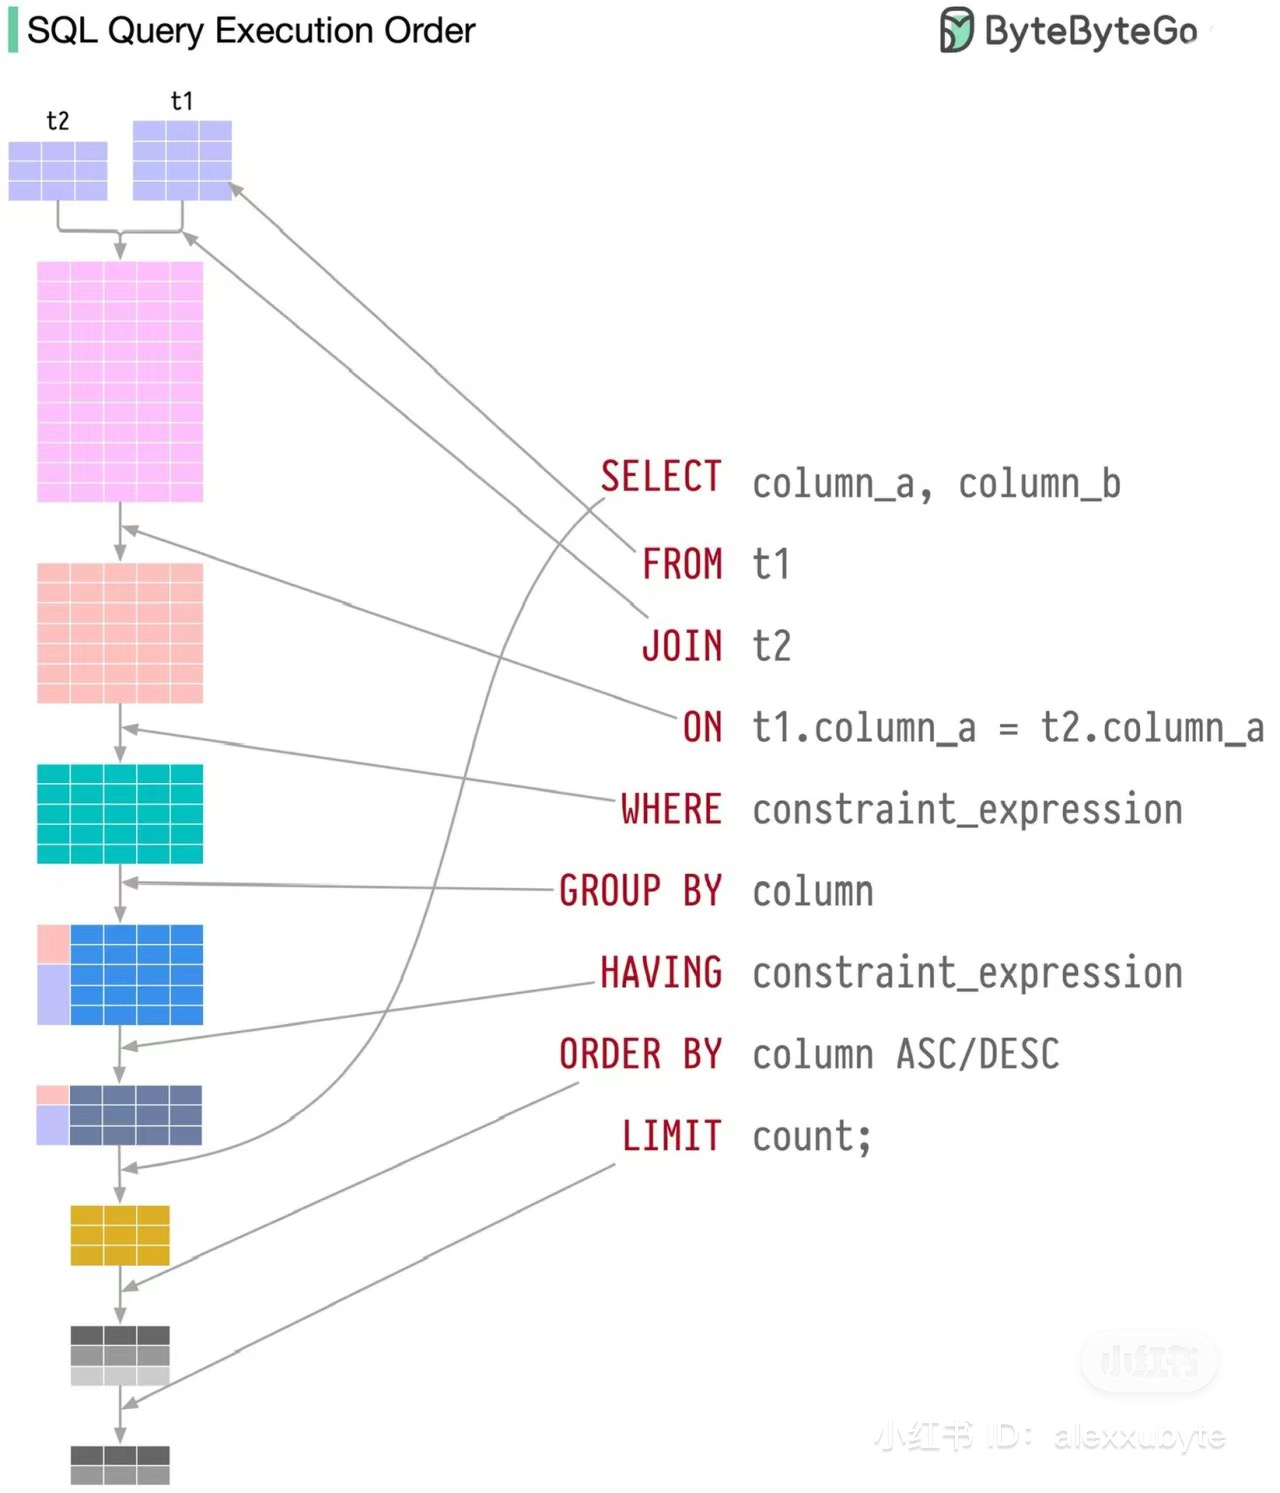 SQL Query Execution Order
ByteByteGo
t2
t1
SELECT column_a, column_b
FROM t1
JOIN t2
ON t1.column_a = t2.column_a
WHERE constraint_expression
GROUP BY column
HAVING constraint_expression
ORDER BY column ASC/DESC
LIMIT count;
小红书
小红书 ID: alexxubyte